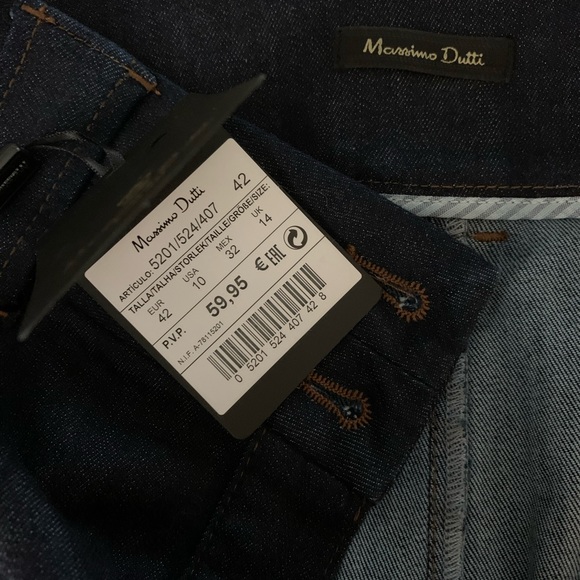 Massimo Dutti
Massimo Dutti 42
ARTÍCULO: 5201/524/407
TALLA/TALHA/STORLEK/TAILLE/GRÖßE/SIZE:
EUR USA MEX UK
42 10 32 14
P.V.P. 59,95 € EAC
N.I.F. A-78115201
0 5201 524 407 42 8